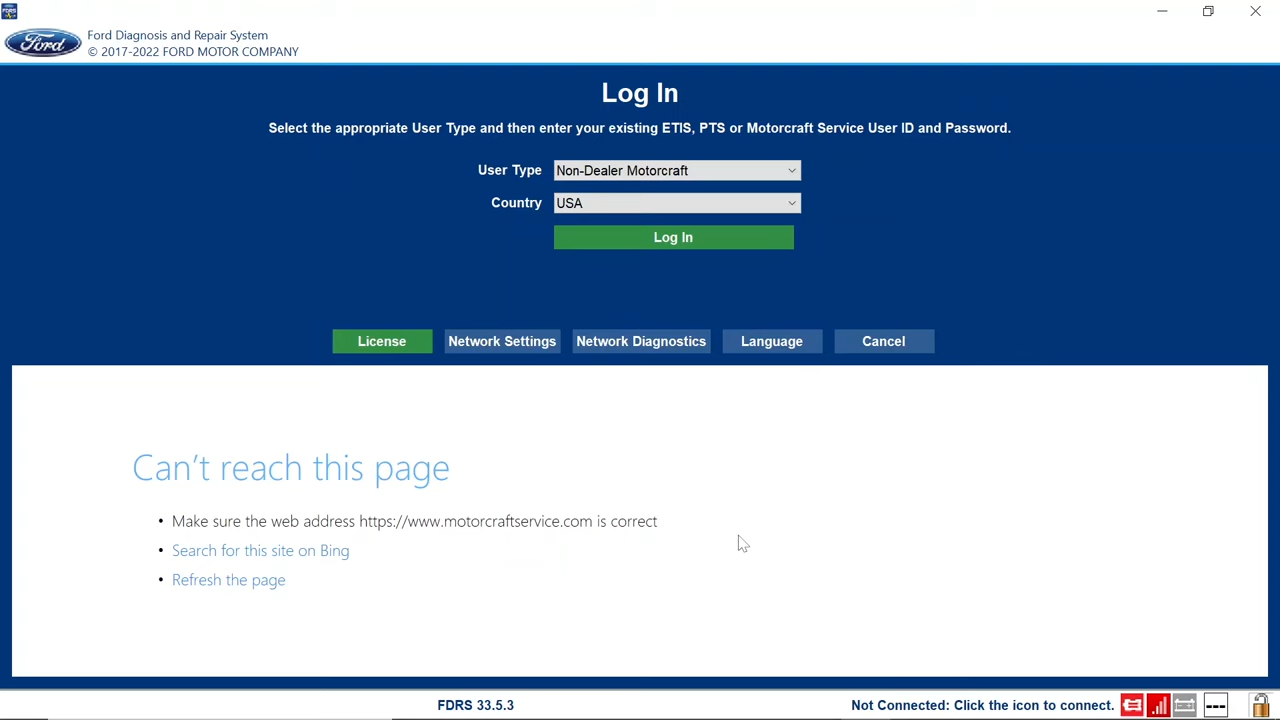 FDRS
Ford
Ford Diagnosis and Repair System
© 2017-2022 FORD MOTOR COMPANY
Log In
Select the appropriate User Type and then enter your existing ETIS, PTS or Motorcraft Service User ID and Password.
User Type Non-Dealer Motorcraft
Country USA
Log In
License Network Settings Network Diagnostics Language Cancel
Can't reach this page
• Make sure the web address https://www.motorcraftservice.com is correct
• Search for this site on Bing
• Refresh the page
FDRS 33.5.3 Not Connected: Click the icon to connect. ---